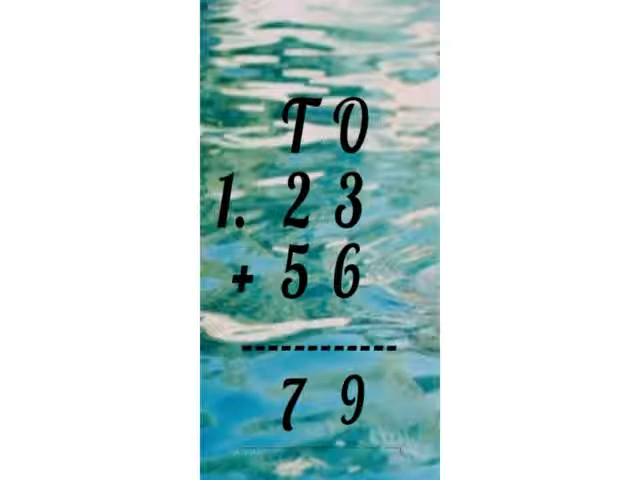 T O
1. 2 3
+ 5 6
------------
7 9